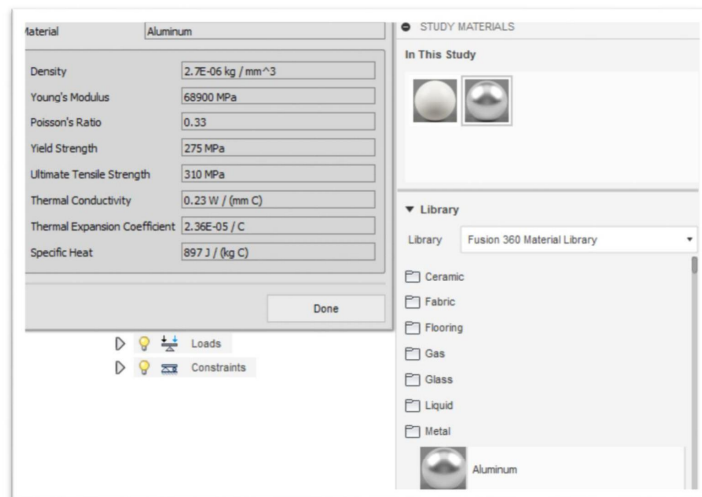 Material Aluminum
Density 2.7E-06 kg / mm^3
Young's Modulus 68900 MPa
Poisson's Ratio 0.33
Yield Strength 275 MPa
Ultimate Tensile Strength 310 MPa
Thermal Conductivity 0.23 W / (mm C)
Thermal Expansion Coefficient 2.36E-05 / C
Specific Heat 897 J / (kg C)
Done
Loads
Constraints
STUDY MATERIALS
In This Study
Library
Library Fusion 360 Material Library
Ceramic
Fabric
Flooring
Gas
Glass
Liquid
Metal
Aluminum